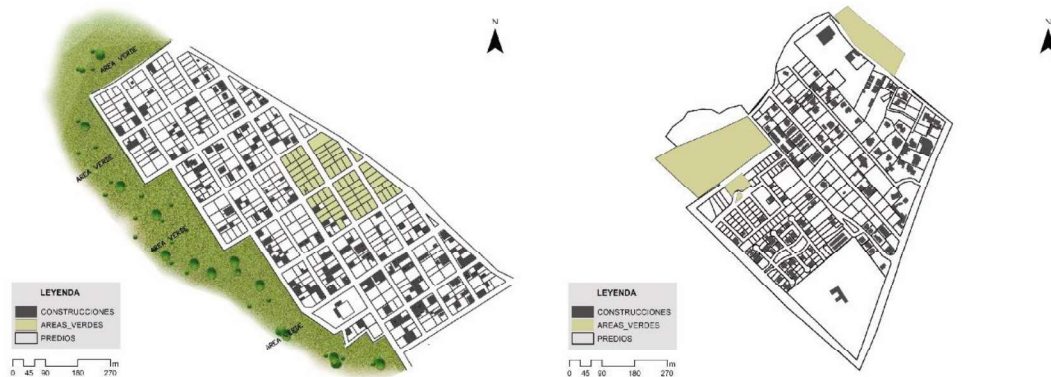 N
AREA VERDE
AREA VERDE
AREA VERDE
AREA VERDE
LEYENDA
CONSTRUCCIONES
AREAS_VERDES
PREDIOS
0 45 90 180 270 m
N
LEYENDA
CONSTRUCCIONES
AREAS_VERDES
PREDIOS
0 45 90 180 270 m